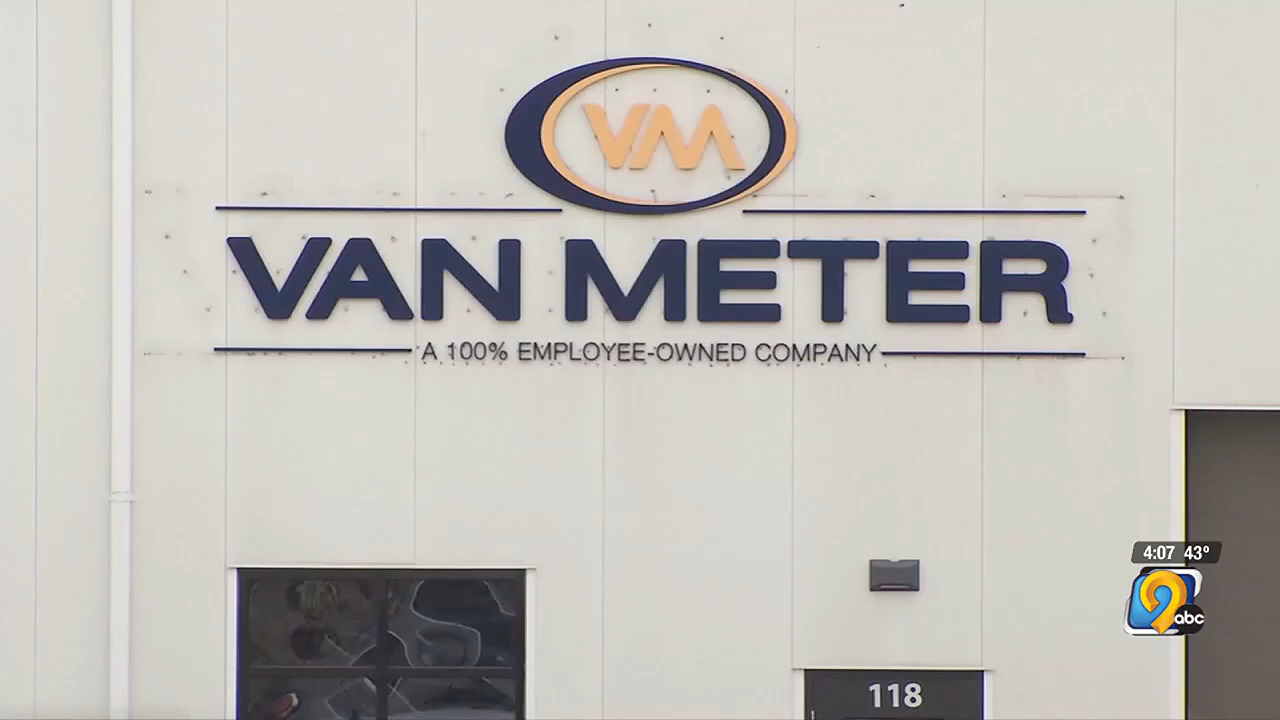 VM
VAN METER
A 100% EMPLOYEE-OWNED COMPANY
4:07 43°
9
abc
118